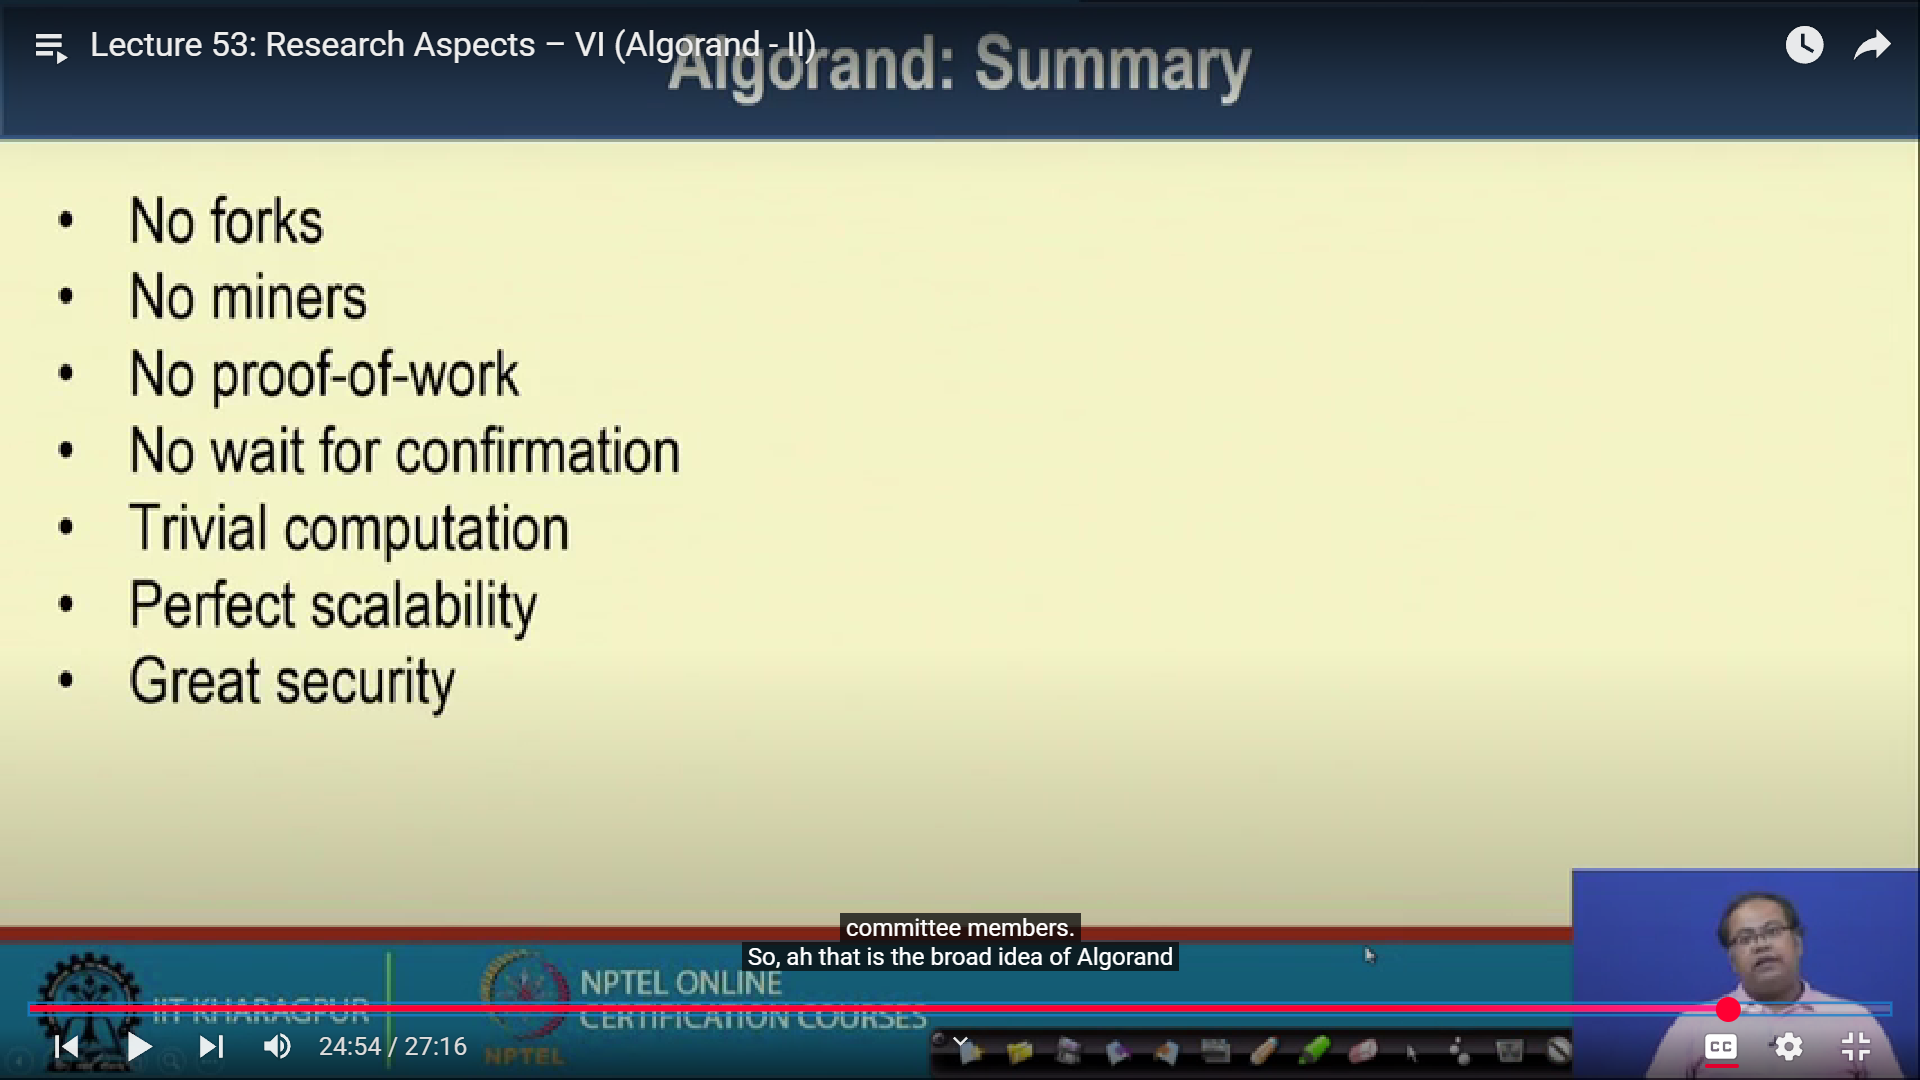 Lecture 53: Research Aspects – VI (Algorand - II)
Algorand: Summary
• No forks
• No miners
• No proof-of-work
• No wait for confirmation
• Trivial computation
• Perfect scalability
• Great security
committee members.
So, ah that is the broad idea of Algorand
IIT KHARAGPUR
NPTEL
NPTEL ONLINE
CERTIFICATION COURSES
24:54 / 27:16
CC